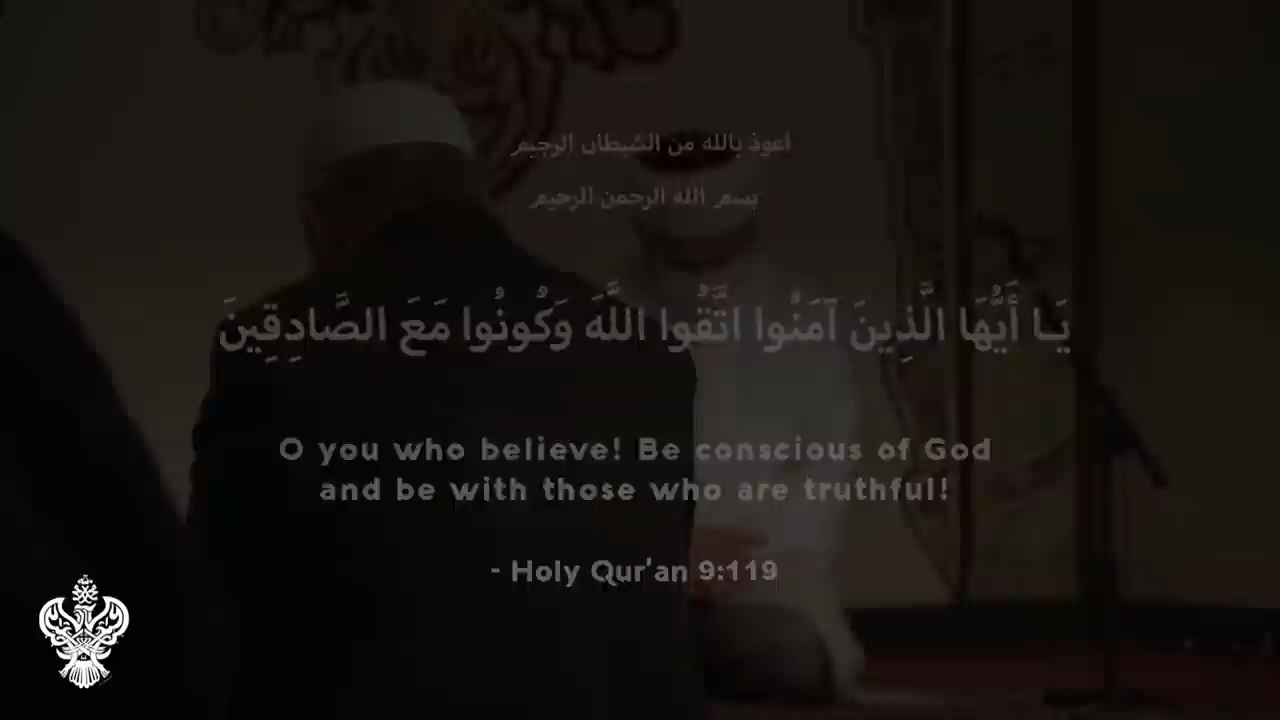 أعوذ بالله من الشيطان الرجيم
بسم الله الرحمن الرحيم
يَا أَيُّهَا الَّذِينَ آمَنُوا اتَّقُوا اللَّهَ وَكُونُوا مَعَ الصَّادِقِينَ
O you who believe! Be conscious of God
and be with those who are truthful!
- Holy Qur'an 9:119